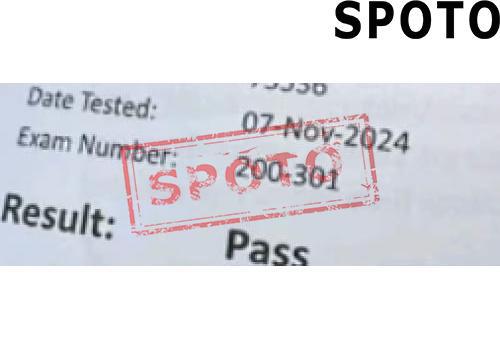 SPOTO
Date Tested:
07-Nov-2024
Exam Number:
200.301
SPOTO
Result:
Pass